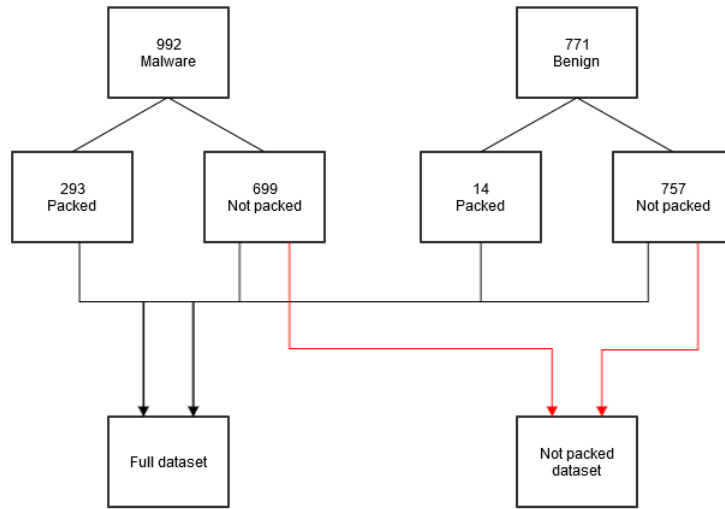 992
Malware
771
Benign
293
Packed
699
Not packed
14
Packed
757
Not packed
Full dataset
Not packed
dataset